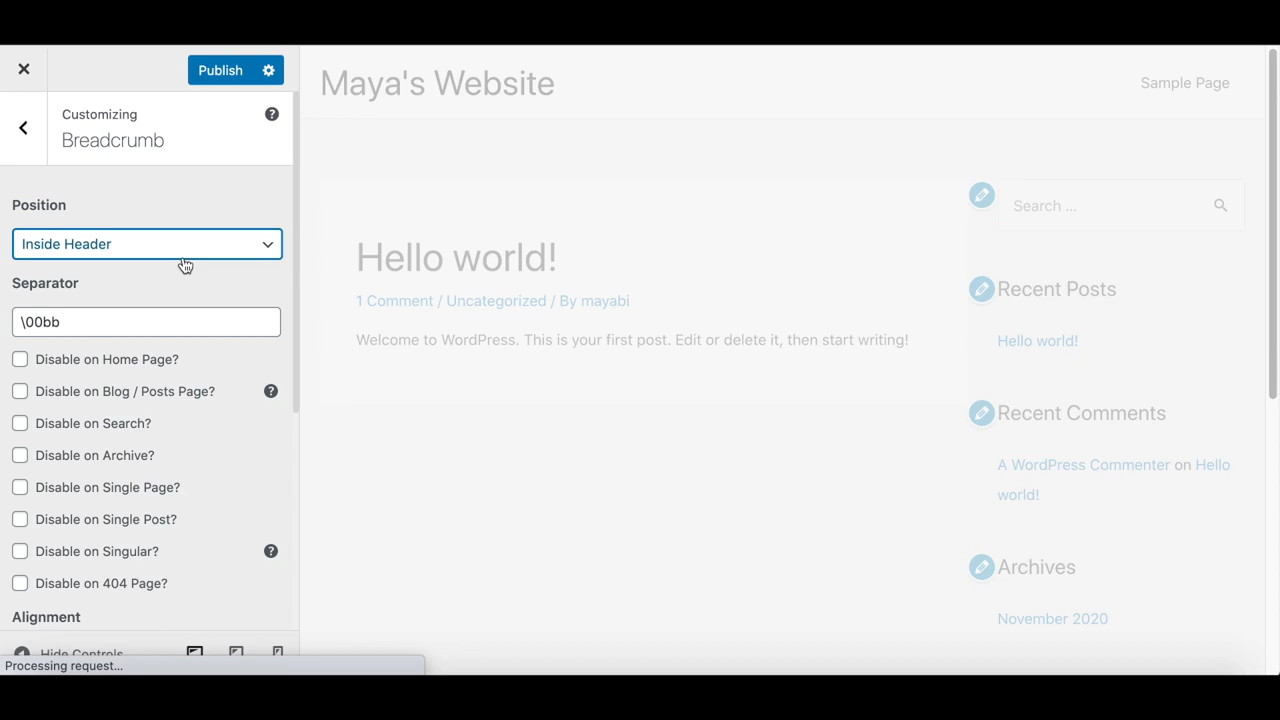 Publish
Customizing
Breadcrumb
Position
Inside Header
Separator
\00bb
Disable on Home Page?
Disable on Blog / Posts Page?
Disable on Search?
Disable on Archive?
Disable on Single Page?
Disable on Single Post?
Disable on Singular?
Disable on 404 Page?
Alignment
Hide Controls
Processing request...
Maya's Website
Sample Page
Hello world!
1 Comment / Uncategorized / By mayabi
Welcome to WordPress. This is your first post. Edit or delete it, then start writing!
Search ...
Recent Posts
Hello world!
Recent Comments
A WordPress Commenter on Hello
world!
Archives
November 2020